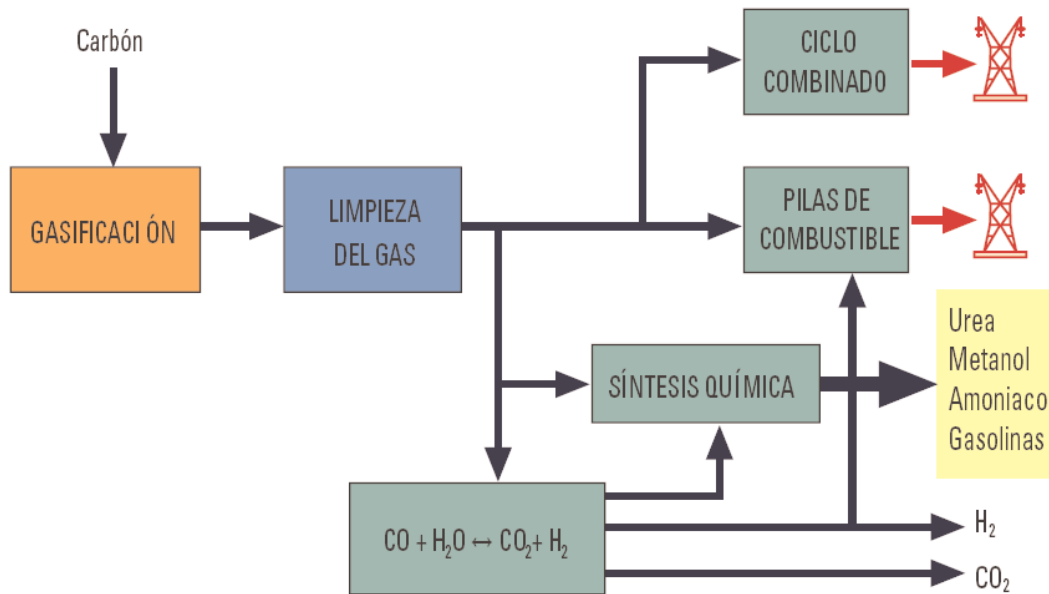 Carbón
GASIFICACI ÓN
LIMPIEZA
DEL GAS
CICLO
COMBINADO
PILAS DE
COMBUSTIBLE
SÍNTESIS QUÍMICA
Urea
Metanol
Amoniaco
Gasolinas
CO + H₂O ↔ CO₂+ H₂
H₂
CO₂